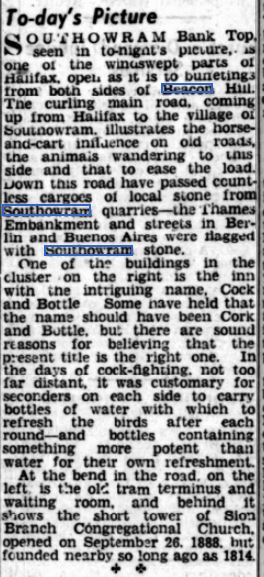 To-day's Picture
SOUTHOWRAM Bank Top,
seen in to-night's picture, is
one of the windswept parts of
Halifax, open as it is to buffetings
from both sides of Beacon Hill.
The curling main road, coming
up from Halifax to the village of
Southowram, illustrates the horse-
and-cart influence on old roads,
the animals wandering to this
side and that to ease the load.
Down this road have passed count-
less cargoes of local stone from
Southowram quarries—the Thames
Embankment and streets in Ber-
lin and Buenos Aires were flagged
with Southowram stone.
One of the buildings in the
cluster on the right is the inn
with the intriguing name, Cock
and Bottle Some have held that
the name should have been Cork
and Bottle, but there are sound
reasons for believing that the
present title is the right one. In
the days of cock-fighting, not too
far distant, it was customary for
seconders on each side to carry
bottles of water with which to
refresh the birds after each
round—and bottles containing
something more potent than
water for their own refreshment.
At the bend in the road, on the
left, is the old tram terminus and
waiting room, and behind it
shows the short tower of Sion
Branch Congregational Church,
opened on September 26, 1888, but
founded nearby so long ago as 1814.